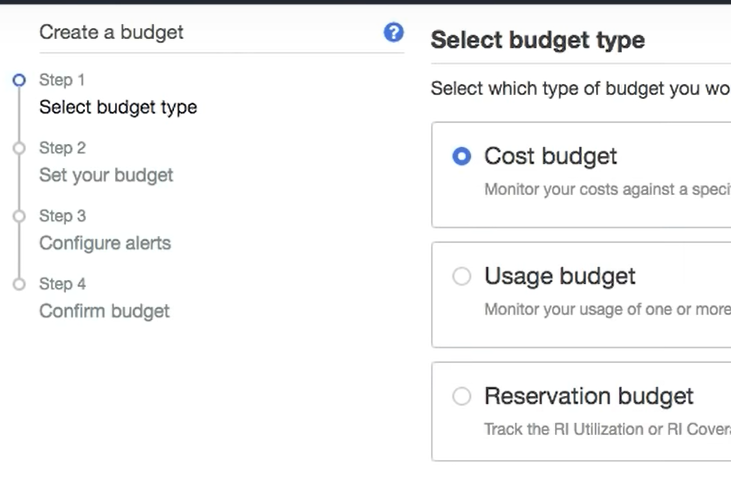 Create a budget
?
Step 1
Select budget type
Step 2
Set your budget
Step 3
Configure alerts
Step 4
Confirm budget
Select budget type
Select which type of budget you wo
Cost budget
Monitor your costs against a speci
Usage budget
Monitor your usage of one or more
Reservation budget
Track the RI Utilization or RI Cover